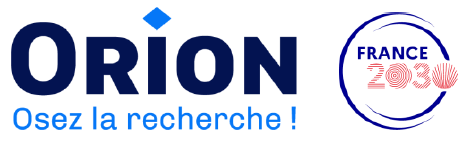 ORION
Osez la recherche !
FRANCE
2030